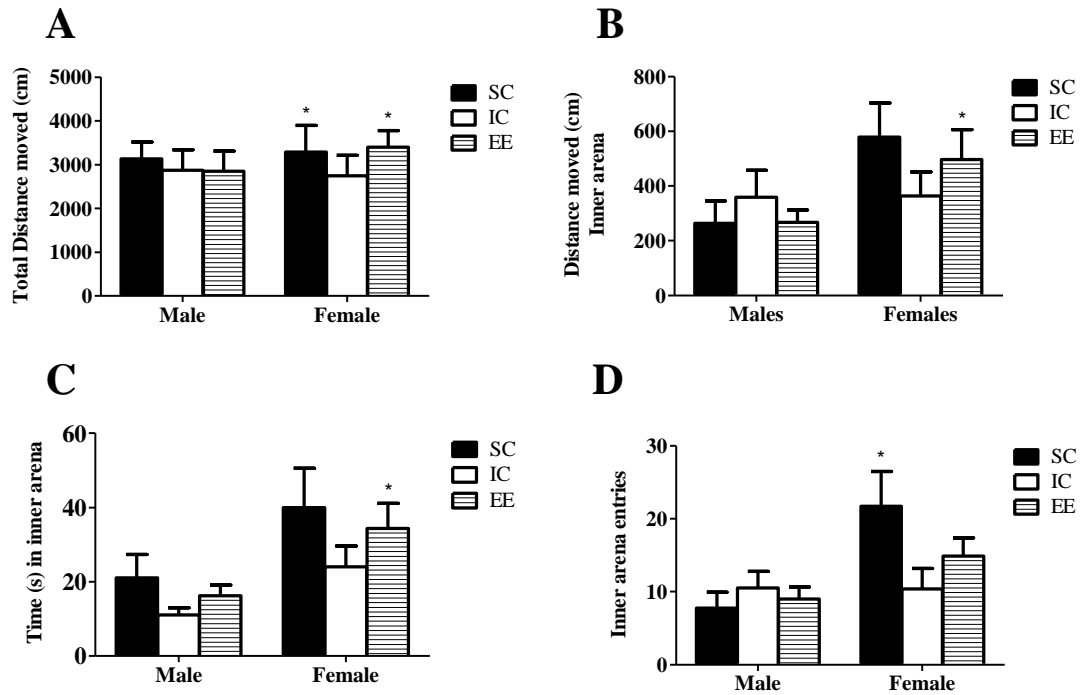 A
Total Distance moved (cm)
5000
4000
3000
2000
1000
0
* *
Male Female
SC
IC
EE
B
Distance moved (cm)
Inner arena
800
600
400
200
0
*
Males Females
SC
IC
EE
C
Time (s) in inner arena
60
40
20
0
*
Male Female
SC
IC
EE
D
Inner arena entries
30
20
10
0
*
Male Female
SC
IC
EE